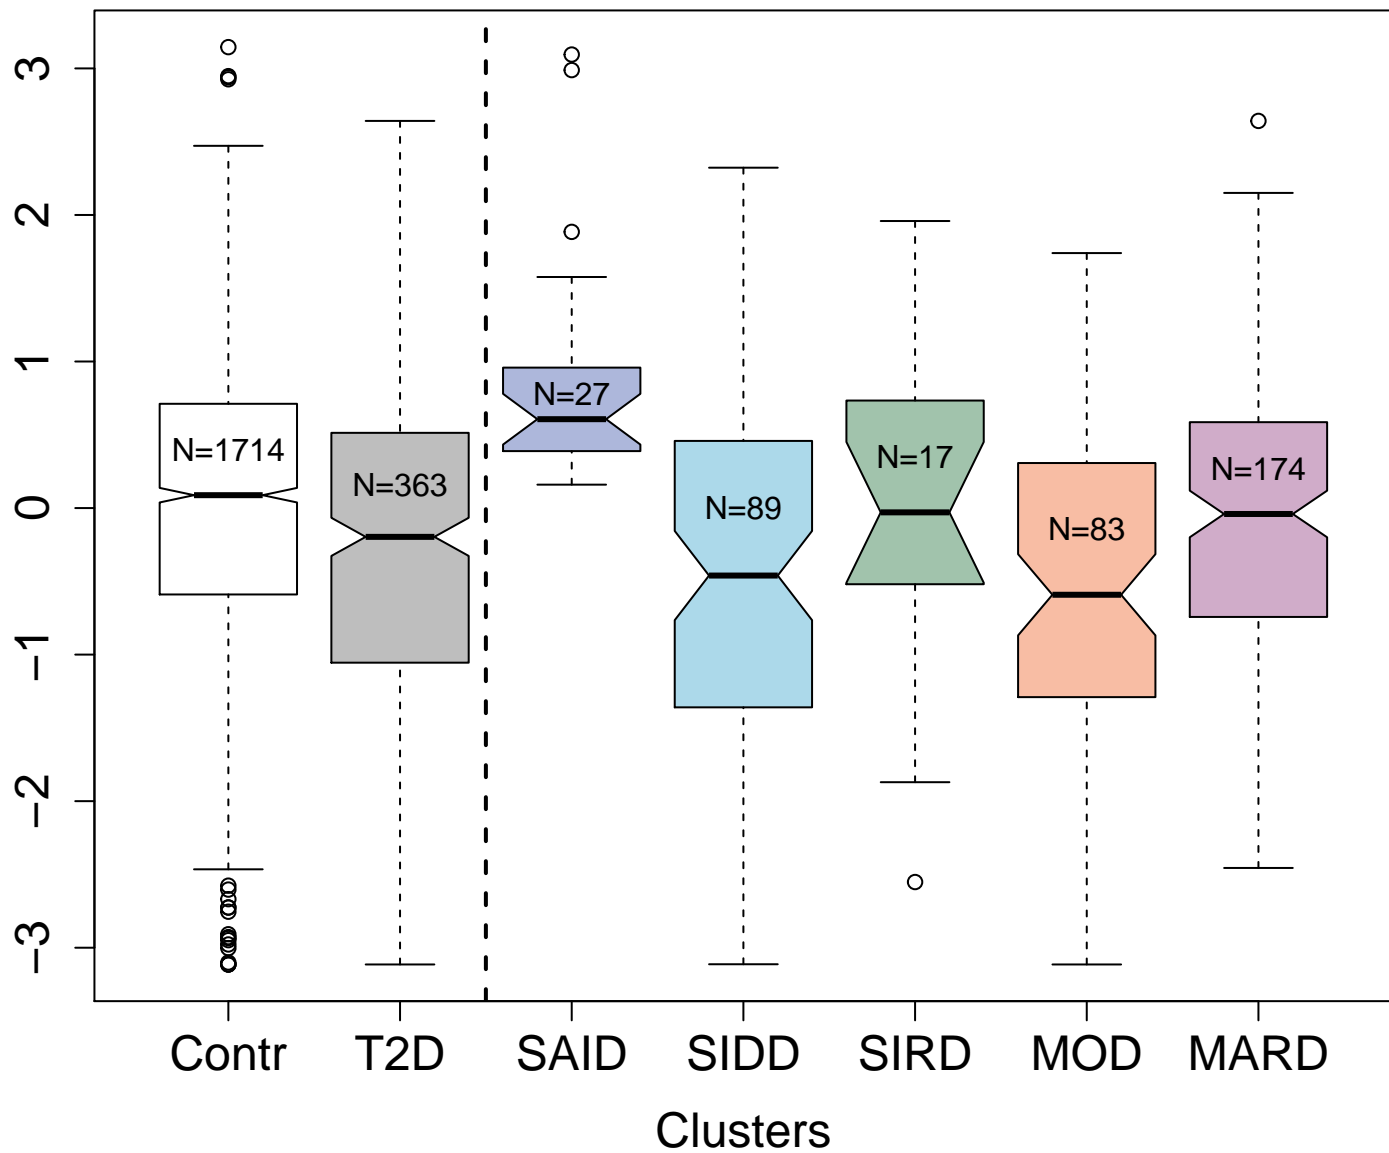 3
2
1
0
−1
−2
−3
N=1714
N=363
N=27
N=89
N=17
N=83
N=174
Contr T2D SAID SIDD SIRD MOD MARD
Clusters